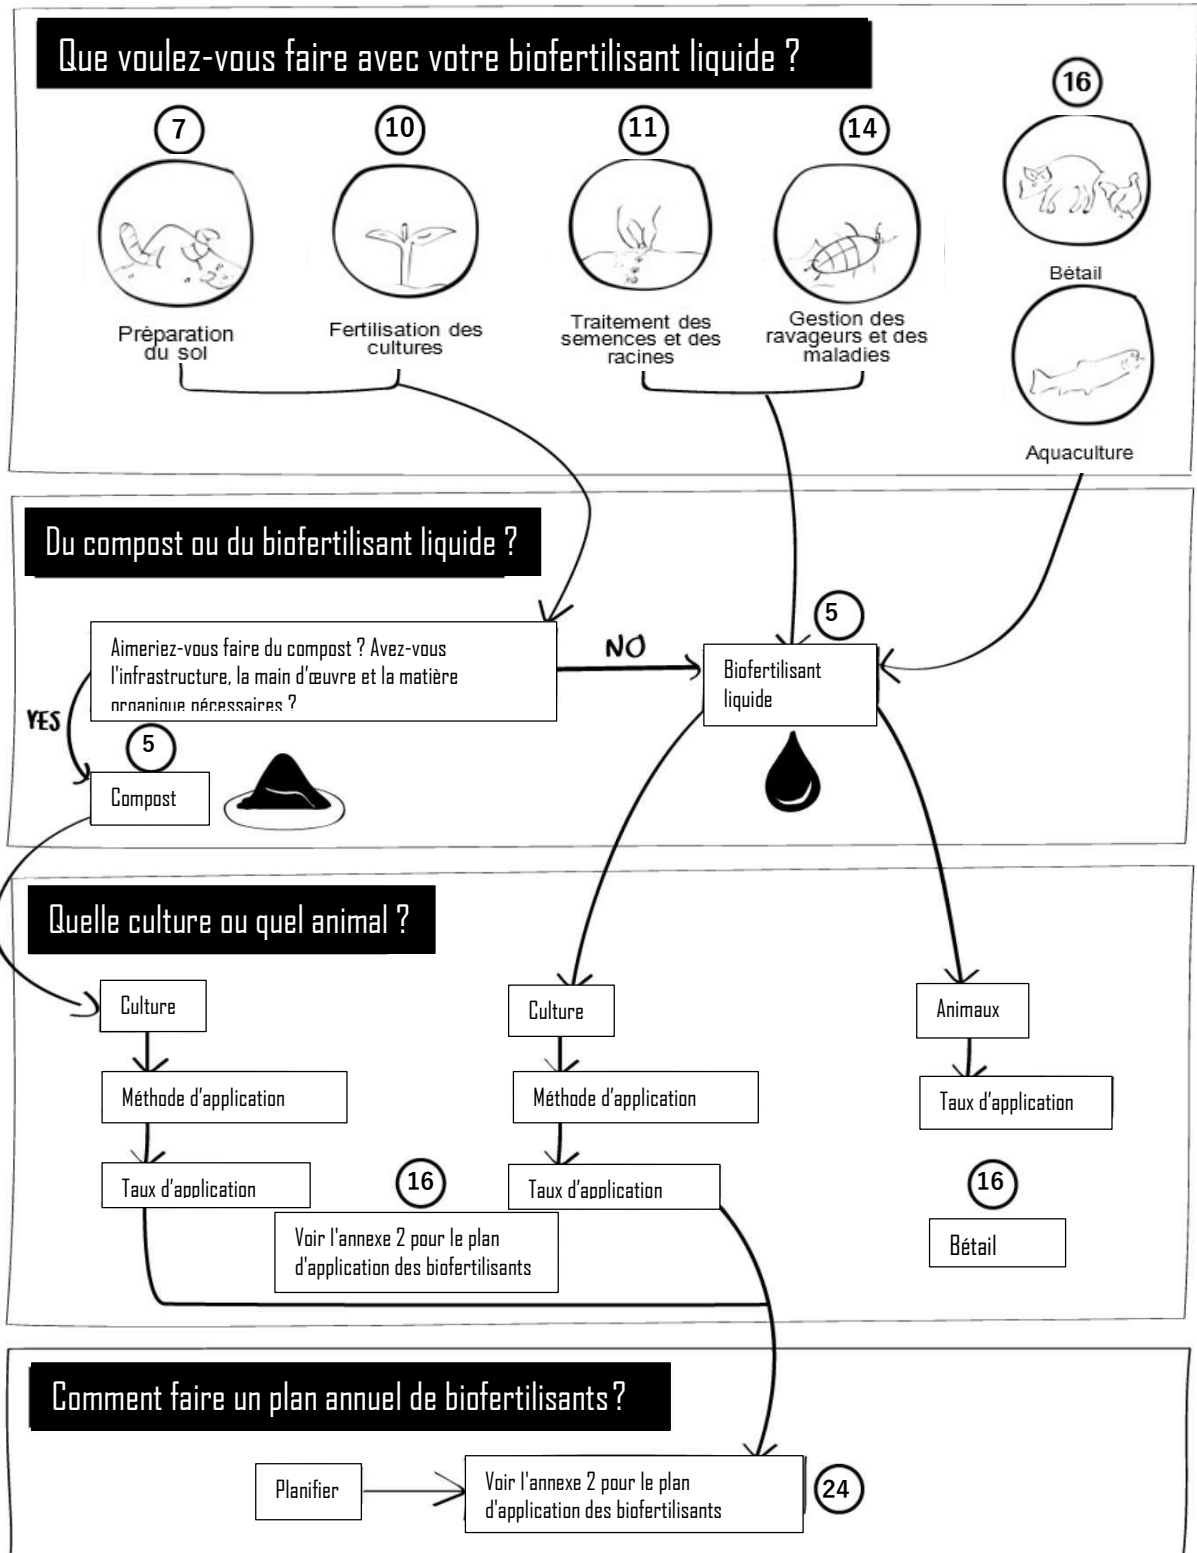 Que voulez-vous faire avec votre biofertilisant liquide ?
7
10
11
14
16
Préparation
du sol
Fertilisation des
cultures
Traitement des
semences et des
racines
Gestion des
ravageurs et des
maladies
Bétail
Aquaculture
Du compost ou du biofertilisant liquide ?
Aimeriez-vous faire du compost ? Avez-vous
l'infrastructure, la main d'œuvre et la matière
organique nécessaires ?
NO
5
Biofertilisant
liquide
YES
5
Compost
Quelle culture ou quel animal ?
Culture
Méthode d'application
Taux d'application
Culture
Méthode d'application
Taux d'application
Animaux
Taux d'application
16
Voir l'annexe 2 pour le plan
d'application des biofertilisants
16
Bétail
Comment faire un plan annuel de biofertilisants ?
Planifier
Voir l'annexe 2 pour le plan
d'application des biofertilisants
24